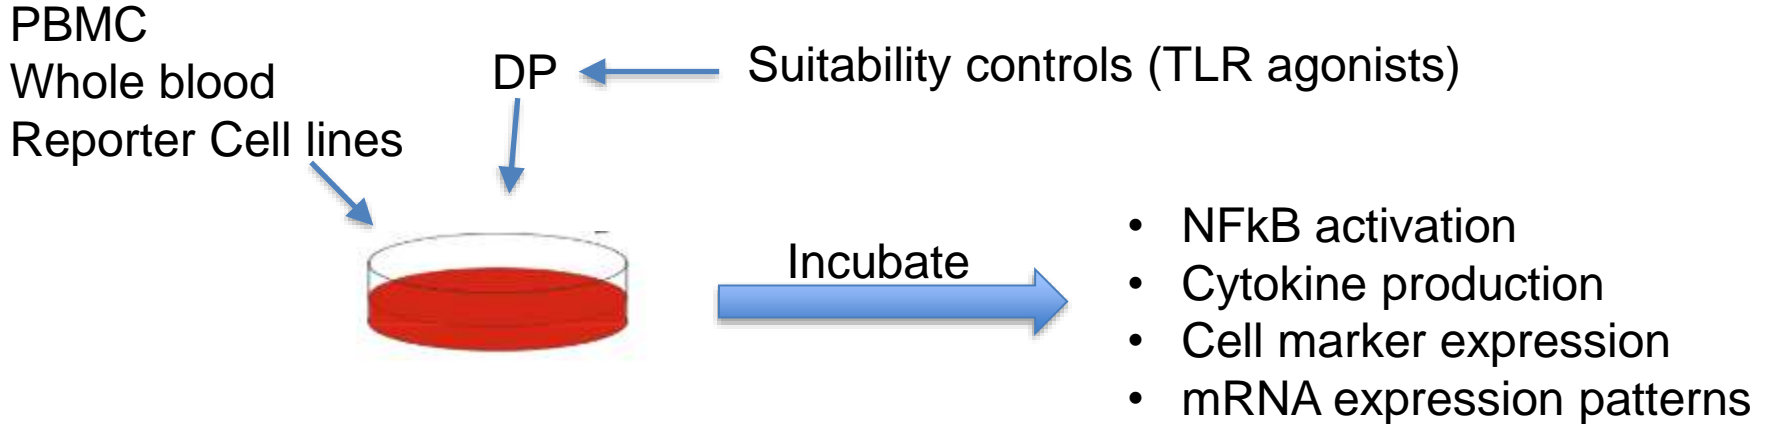 PBMC
Whole blood
Reporter Cell lines
DP
Suitability controls (TLR agonists)
Incubate
• NFkB activation
• Cytokine production
• Cell marker expression
• mRNA expression patterns